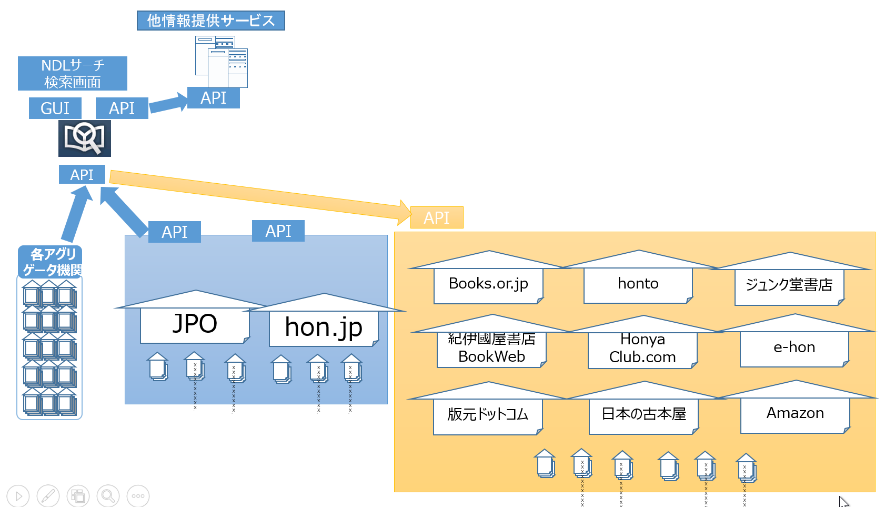 他情報提供サービス
NDLサーチ
検索画面
GUI
API
API
API
API
API
API
各アグリ
ゲータ機関
JPO
hon.jp
Books.or.jp
honto
ジュンク堂書店
紀伊國屋書店
BookWeb
Honya
Club.com
e-hon
版元ドットコム
日本の古本屋
Amazon